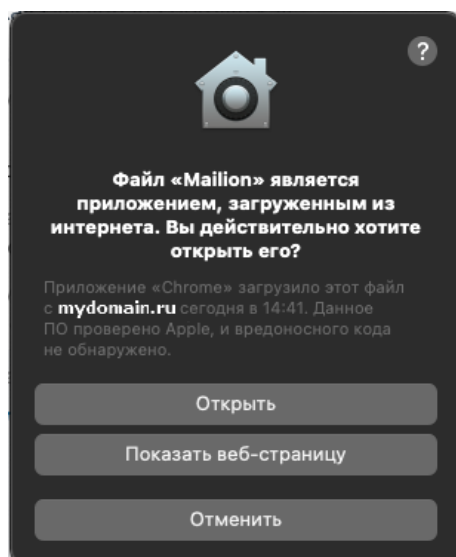 ?
Файл «Mailion» является
приложением, загруженным из
интернета. Вы действительно хотите
открыть его?
Приложение «Chrome» загрузило этот файл
с mydomain.ru сегодня в 14:41. Данное
ПО проверено Apple, и вредоносного кода
не обнаружено.
Открыть
Показать веб-страницу
Отменить